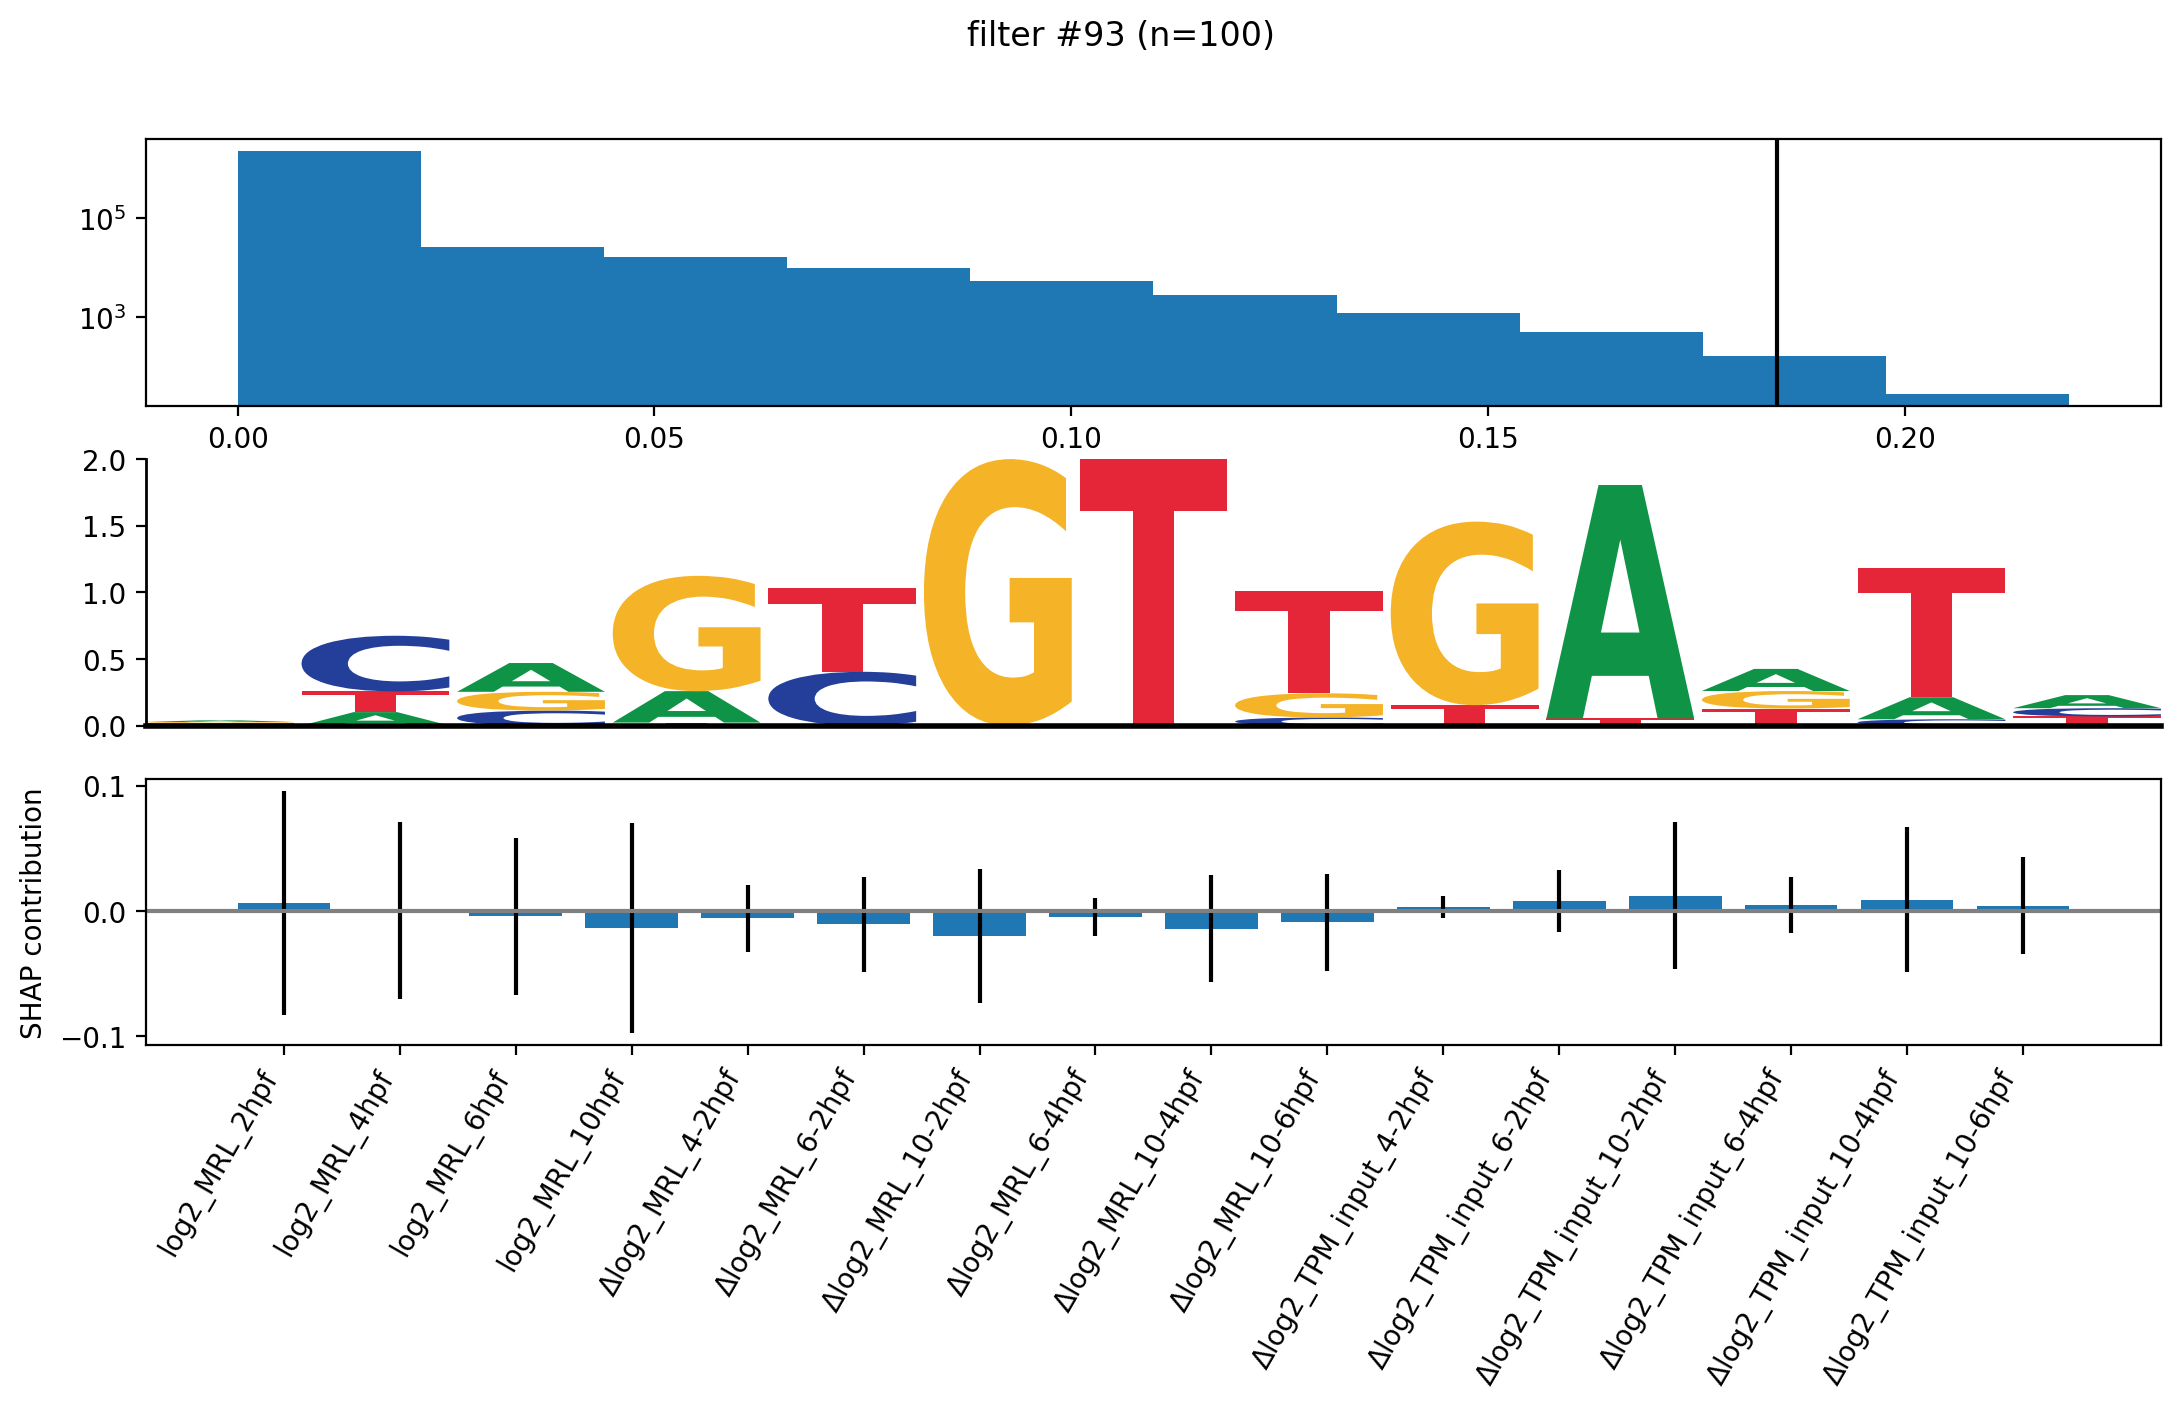 filter #93 (n=100)
10^5
10^3
0.00 0.05 0.10 0.15 0.20
2.0
1.5
1.0
0.5
0.0
C T A
A G C
G A
T C
G
T
T G C
G T
A T
A G T
T A C
A C T
SHAP contribution
0.1
0.0
−0.1
log2_MRL_2hpf
log2_MRL_4hpf
log2_MRL_6hpf
log2_MRL_10hpf
Δlog2_MRL_4-2hpf
Δlog2_MRL_6-2hpf
Δlog2_MRL_10-2hpf
Δlog2_MRL_6-4hpf
Δlog2_MRL_10-4hpf
Δlog2_MRL_10-6hpf
Δlog2_TPM_input_4-2hpf
Δlog2_TPM_input_6-2hpf
Δlog2_TPM_input_10-2hpf
Δlog2_TPM_input_6-4hpf
Δlog2_TPM_input_10-4hpf
Δlog2_TPM_input_10-6hpf